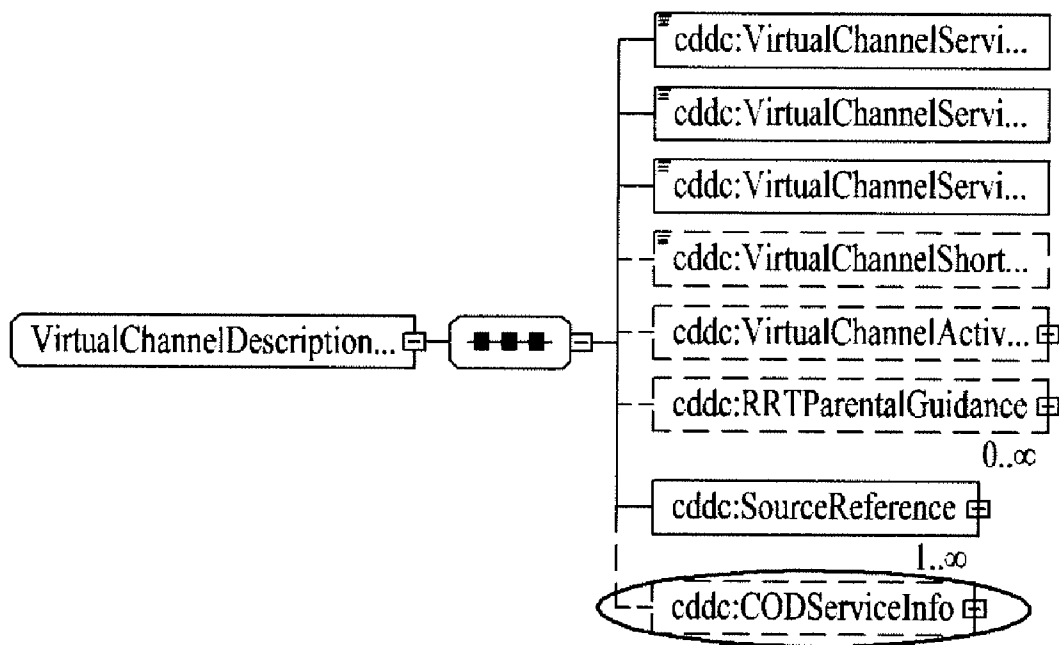 cddc:VirtualChannelServi...
cddc:VirtualChannelServi...
cddc:VirtualChannelServi...
cddc:VirtualChannelShort...
VirtualChannelDescription...
cddc:VirtualChannelActiv...
cddc:RRTParentalGuidance
0..∞
cddc:SourceReference
1..∞
cddc:CODServiceInfo